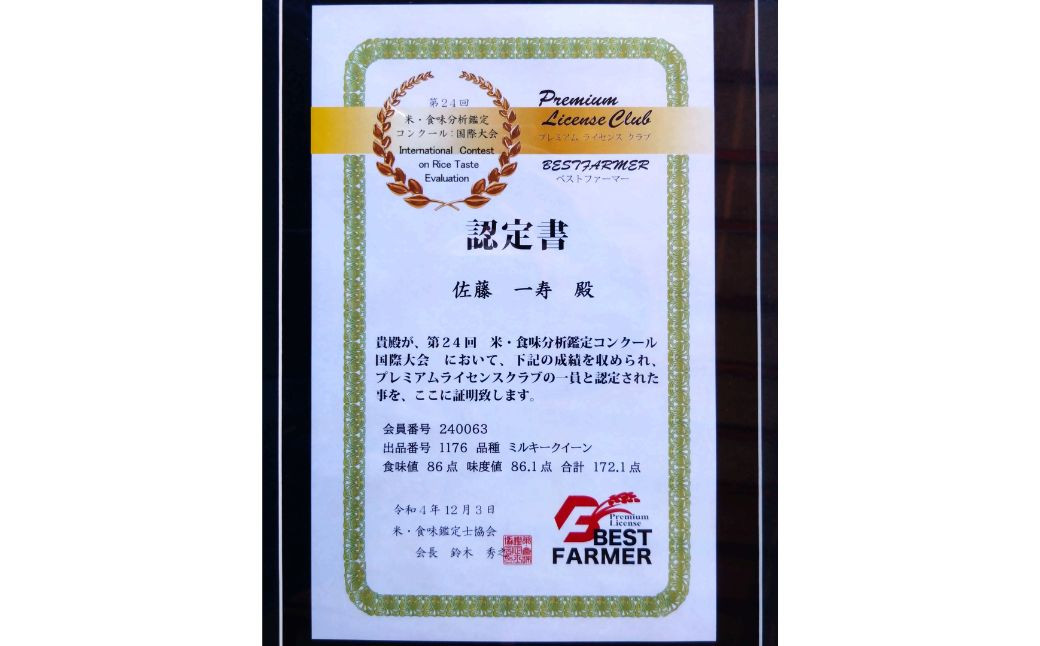 第24回
米・食味分析鑑定
コンクール:国際大会
International Contest
on Rice Taste
Evaluation
Premium
License Club
プレミアム ライセンス クラブ
BESTFARMER
ベストファーマー
認定書
佐藤 一寿 殿
貴殿が、第24回 米・食味分析鑑定コンクール
国際大会 において、下記の成績を収められ、
プレミアムライセンスクラブの一員と認定された
事を、ここに証明致します。
会員番号 240063
出品番号 1176 品種 ミルキークイーン
食味値 86点 味度値 86.1点 合計 172.1点
令和4年12月3日
米・食味鑑定士協会
会長 鈴木 秀之
Premium
License
BEST
FARMER